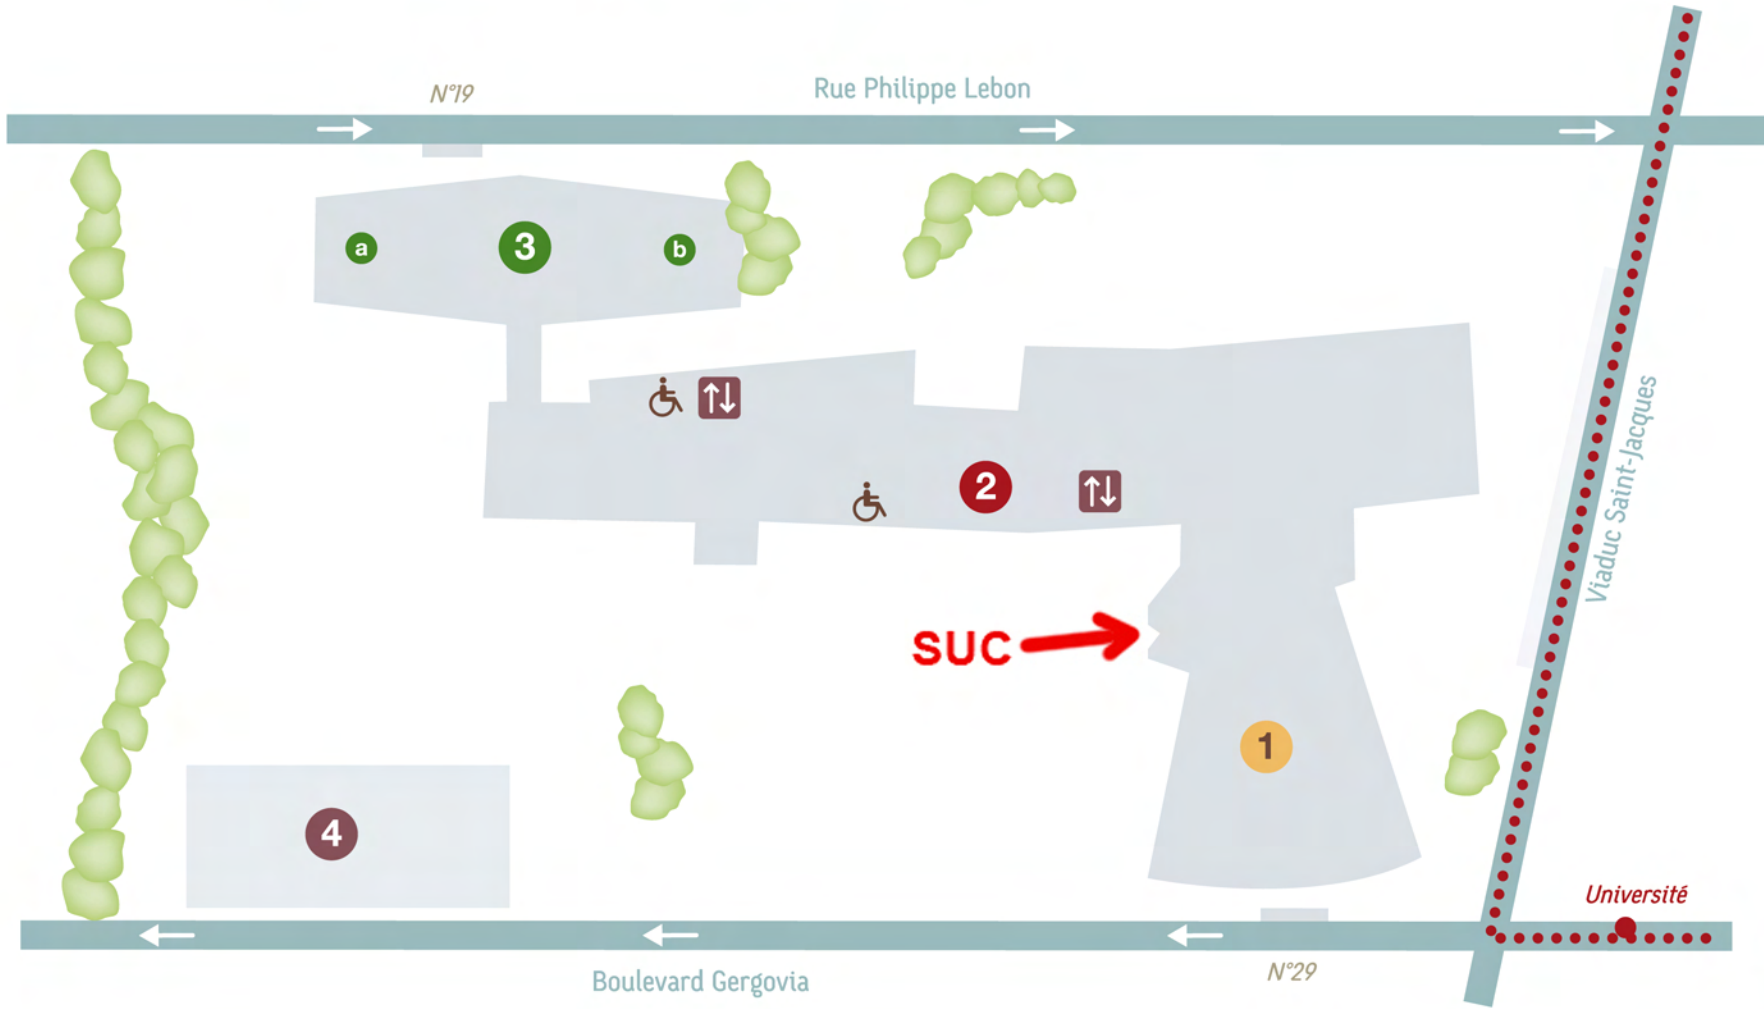 N°19
Rue Philippe Lebon
a
3
b
2
Viaduc Saint-Jacques
SUC
1
4
Université
N°29
Boulevard Gergovia